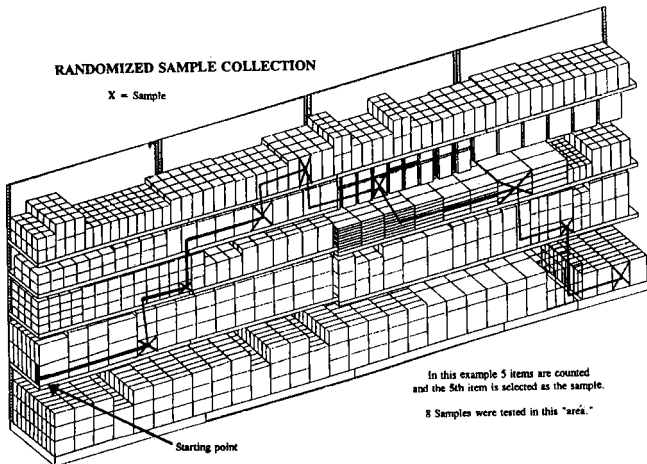 RANDOMIZED SAMPLE COLLECTION
X = Sample
In this example 5 items are counted
and the 5th item is selected as the sample.
8 Samples were tested in this "area."
Starting point